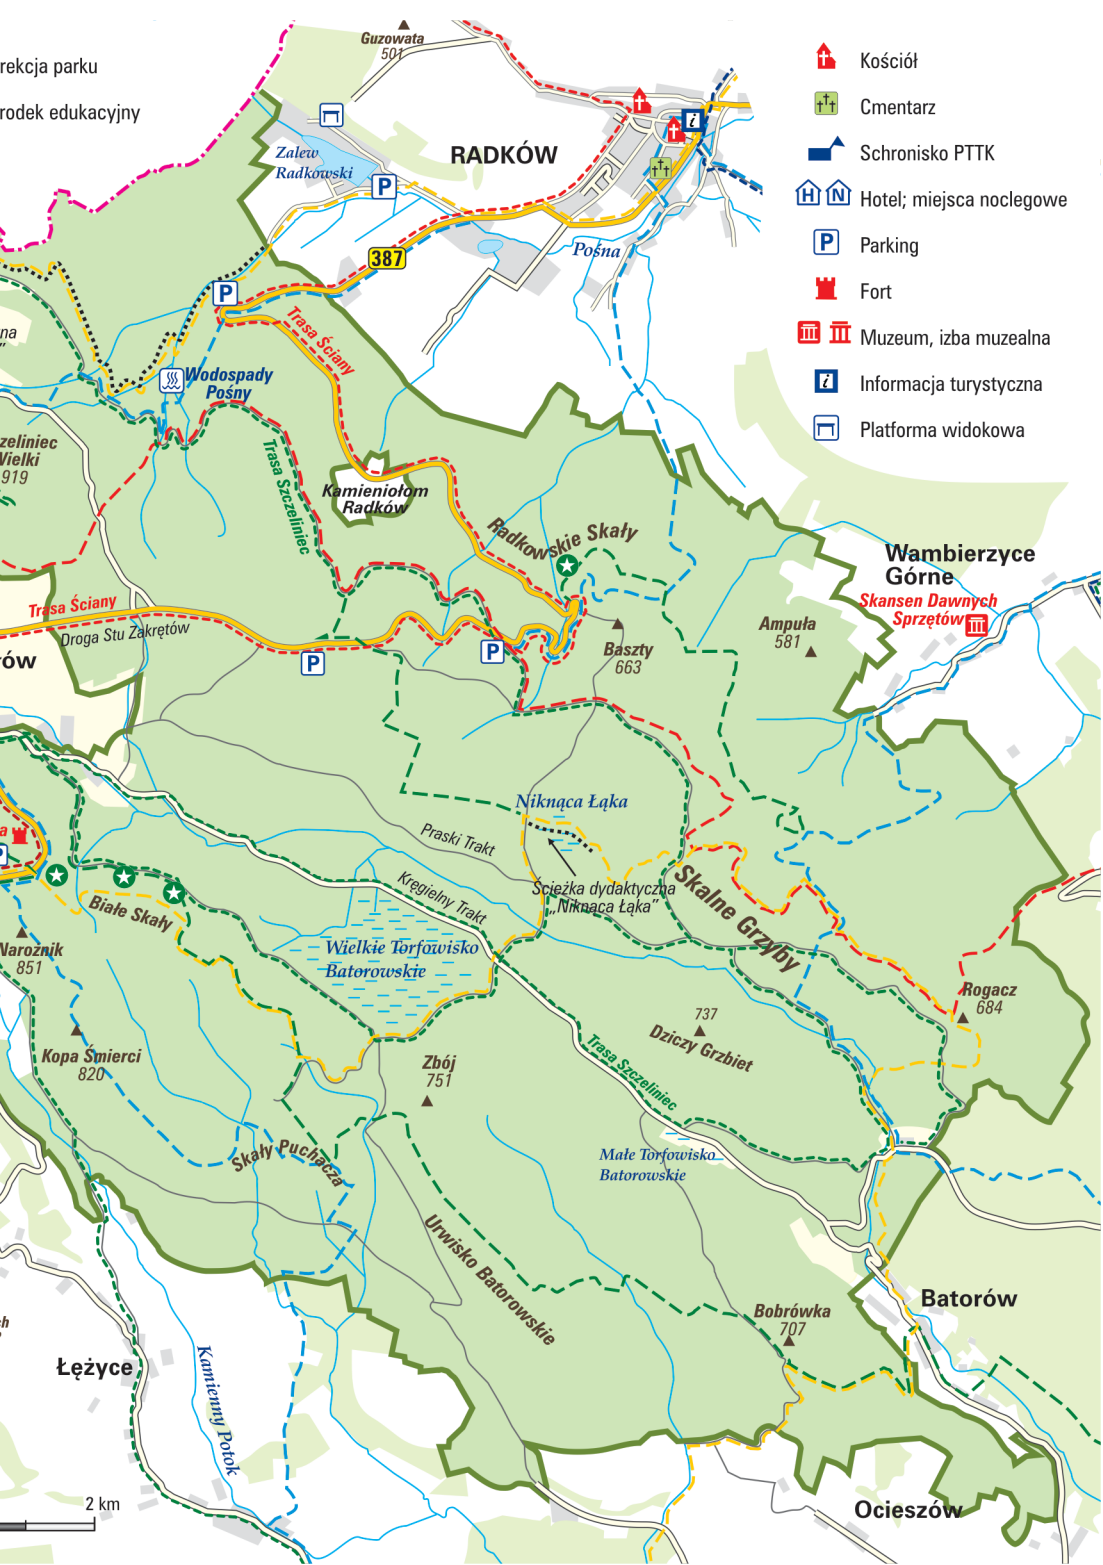 rekcja parku
rodek edukacyjny
Guzowata
501
Kościół
Cmentarz
Schronisko PTTK
H N Hotel; miejsca noclegowe
P Parking
Fort
Muzeum, izba muzealna
i Informacja turystyczna
Platforma widokowa
i
Zalew
Radkowski
RADKÓW
P
387
Pośna
P
na
”
Trasa Ściany
Wodospady
Pośny
zeliniec
Wielki
919
Trasa Szczeliniec
Kamieniołom
Radków
Radkowskie Skały
Wambierzyce
Górne
Skansen Dawnych
Sprzętów
Trasa Ściany
Droga Stu Zakrętów
rów
P
P
Baszty
663
Ampuła
581
Niknąca Łąka
Praski Trakt
a
P
Ścieżka dydaktyczna
„Niknąca Łąka”
Kręgielny Trakt
Skalne Grzyby
Białe Skały
Narożnik
851
Wielkie Torfowisko
Batorowskie
Rogacz
684
737
Dziczy Grzbiet
Kopa Śmierci
820
Zbój
751
Trasa Szczeliniec
Małe Torfowisko
Batorowskie
Skały Puchacza
Urwisko Batorowskie
Batorów
Bobrówka
707
ch
Łężyce
Kamienny Potok
2 km
Ocieszów